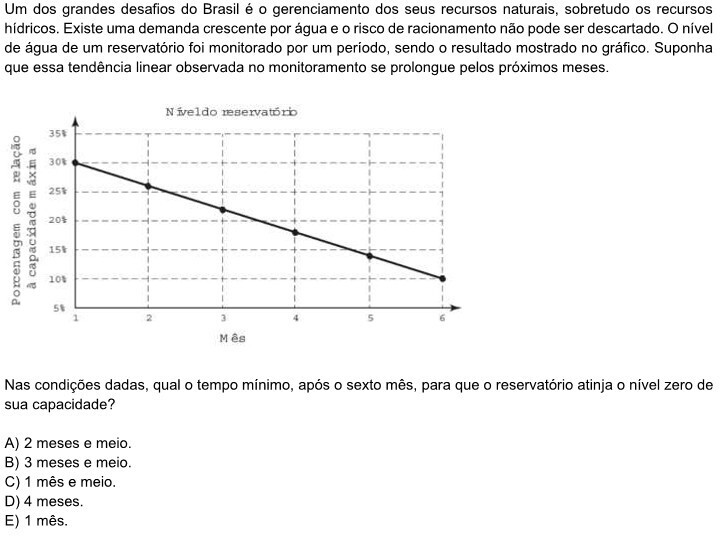 Um dos grandes desafios do Brasil é o gerenciamento dos seus recursos naturais, sobretudo os recursos
hídricos. Existe uma demanda crescente por água e o risco de racionamento não pode ser descartado. O nível
de água de um reservatório foi monitorado por um período, sendo o resultado mostrado no gráfico. Suponha
que essa tendência linear observada no monitoramento se prolongue pelos próximos meses.
Nível do reservatório
Porcentagem com relação
à capacidade máxima
35%
30%
25%
20%
15%
10%
5%
1 2 3 4 5 6
Mês
Nas condições dadas, qual o tempo mínimo, após o sexto mês, para que o reservatório atinja o nível zero de
sua capacidade?
A) 2 meses e meio.
B) 3 meses e meio.
C) 1 mês e meio.
D) 4 meses.
E) 1 mês.